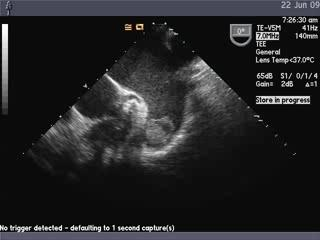 22 Jun 09
7:26:30 am
TE-V5M 41Hz
7.0MHz 140mm
TEE
General
Lens Temp<37.0°C
65dB S1/ 0/1/4
Gain= 2dB Δ=1
Store in progress
0°
No trigger detected - defaulting to 1 second capture(s)